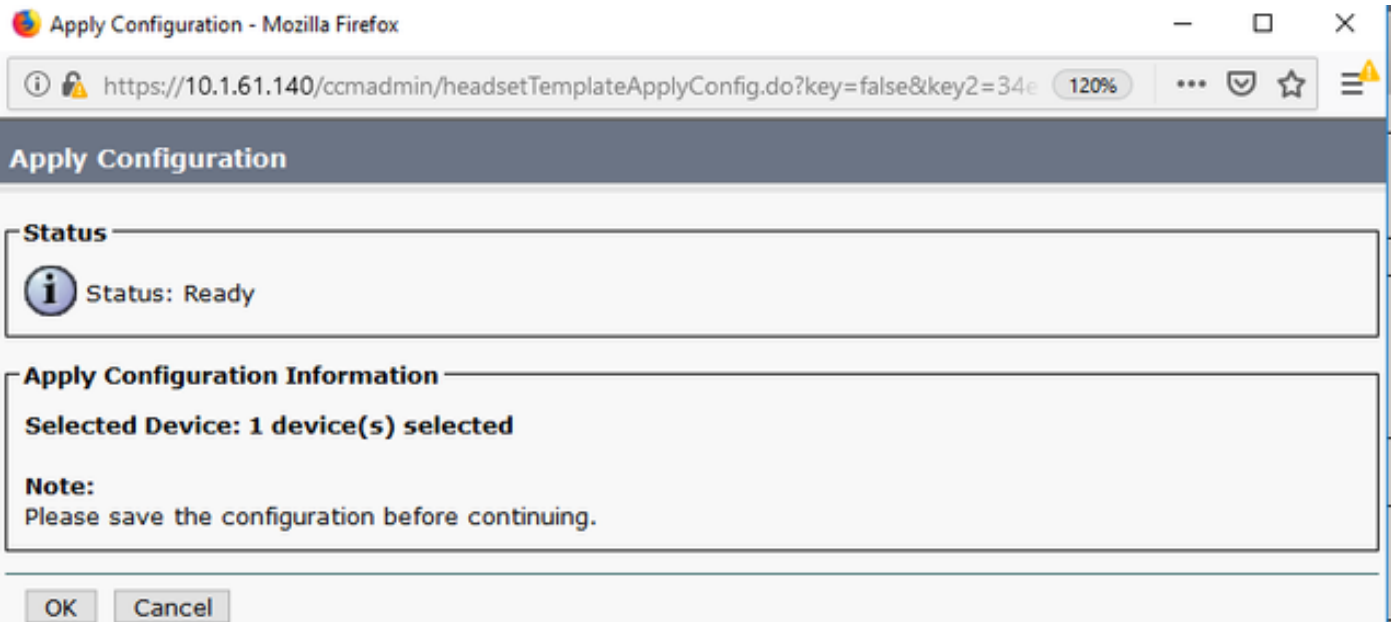 Apply Configuration - Mozilla Firefox
https://10.1.61.140/ccmadmin/headsetTemplateApplyConfig.do?key=false&key2=34e 120%
Apply Configuration
Status
Status: Ready
Apply Configuration Information
Selected Device: 1 device(s) selected
Note:
Please save the configuration before continuing.
OK Cancel